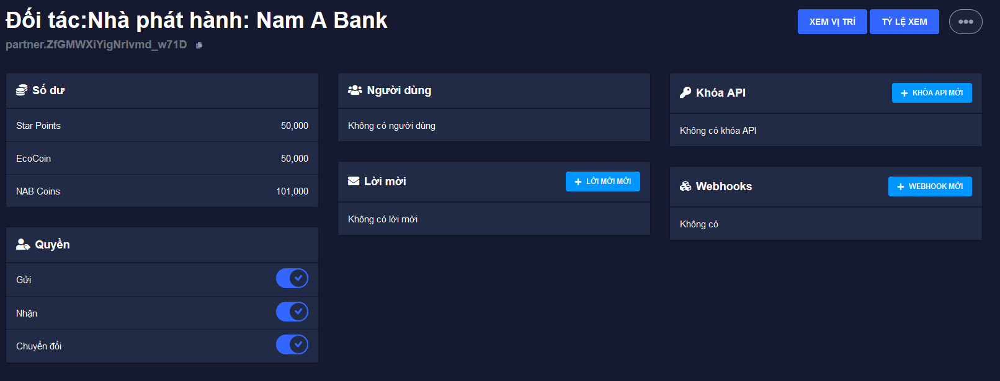 Đối tác:Nhà phát hành: Nam A Bank
partner.ZfGMWXiYigNrlvmd_w71D
XEM VỊ TRÍ
TỶ LỆ XEM
Số dư
Star Points 50,000
EcoCoin 50,000
NAB Coins 101,000
Quyền
Gửi
Nhận
Chuyển đổi
Người dùng
Không có người dùng
Lời mời
+ LỜI MỜI MỚI
Không có lời mời
Khóa API
+ KHÓA API MỚI
Không có khóa API
Webhooks
+ WEBHOOK MỚI
Không có